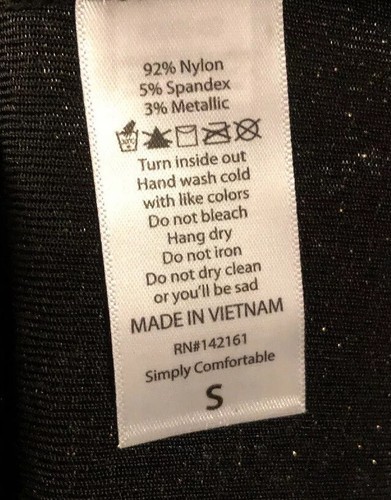 92% Nylon
5% Spandex
3% Metallic
Turn inside out
Hand wash cold
with like colors
Do not bleach
Hang dry
Do not iron
Do not dry clean
or you'll be sad
MADE IN VIETNAM
RN#142161
Simply Comfortable
S